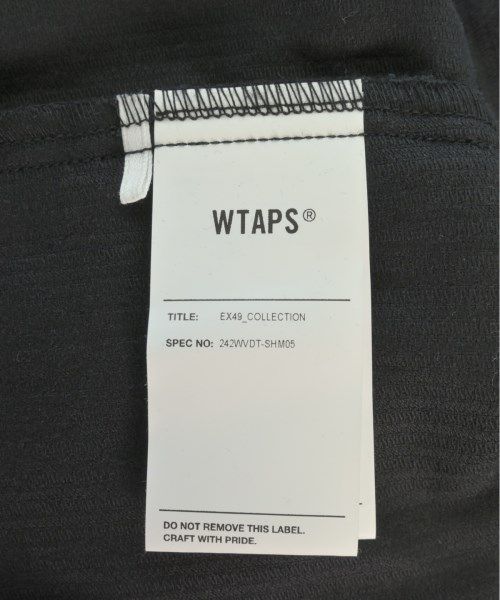 WTAPS®
TITLE: EX49_COLLECTION
SPEC NO: 242WVDT-SHM05
DO NOT REMOVE THIS LABEL.
CRAFT WITH PRIDE.